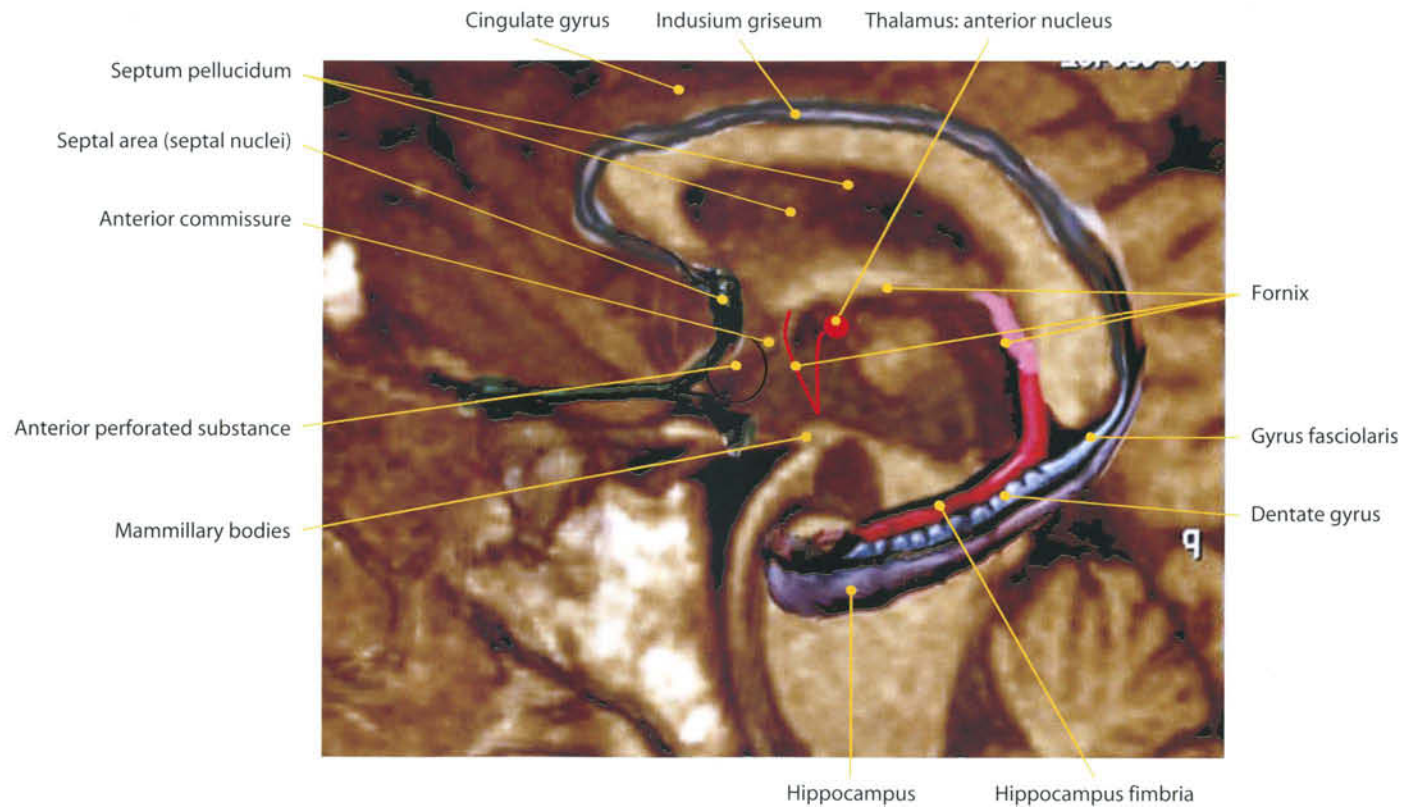 Cingulate gyrus
Indusium griseum
Thalamus: anterior nucleus
Septum pellucidum
Septal area (septal nuclei)
Anterior commissure
Fornix
Anterior perforated substance
Gyrus fasciolaris
Mammillary bodies
Dentate gyrus
Hippocampus
Hippocampus fimbria